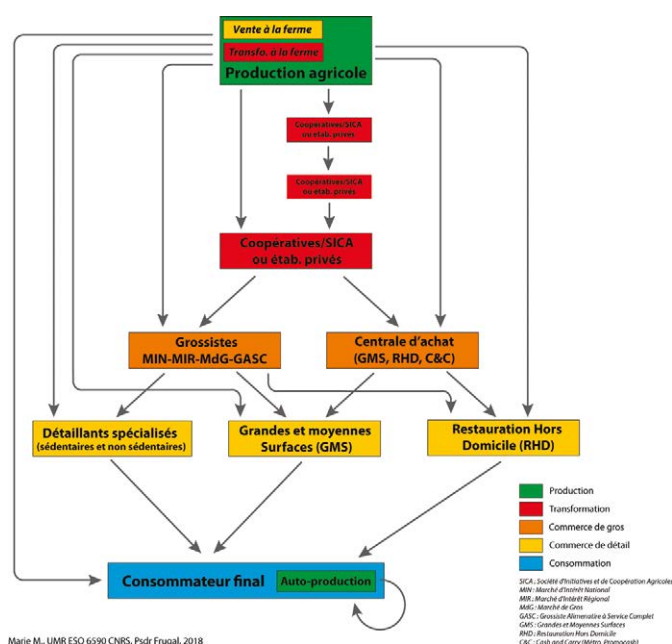 Vente à la ferme
Transfo. à la ferme
Production agricole
Coopératives/SICA
ou étab. privés
Coopératives/SICA
ou étab. privés
Coopératives/SICA
ou étab. privés
Grossistes
MIN-MIR-MdG-GASC
Centrale d'achat
(GMS, RHD, C&C)
Détaillants spécialisés
(sédentaires et non sédentaires)
Grandes et moyennes
Surfaces (GMS)
Restauration Hors
Domicile (RHD)
Production
Transformation
Commerce de gros
Commerce de détail
Consommation
Consommateur final
Auto-production
SICA : Société d'Initiatives et de Coopération Agricoles
MIN : Marché d'Intérêt National
MIR : Marché d'Intérêt Régional
MdG : Marché de Gros
GASC : Grossiste Alimentaire à Service Complet
GMS : Grandes et Moyennes Surfaces
RHD : Restauration Hors Domicile
C&C : Cash and Carry (Métro, Promocash)
Marie M., UMR ESO 6590 CNRS, Psdr Frugal, 2018